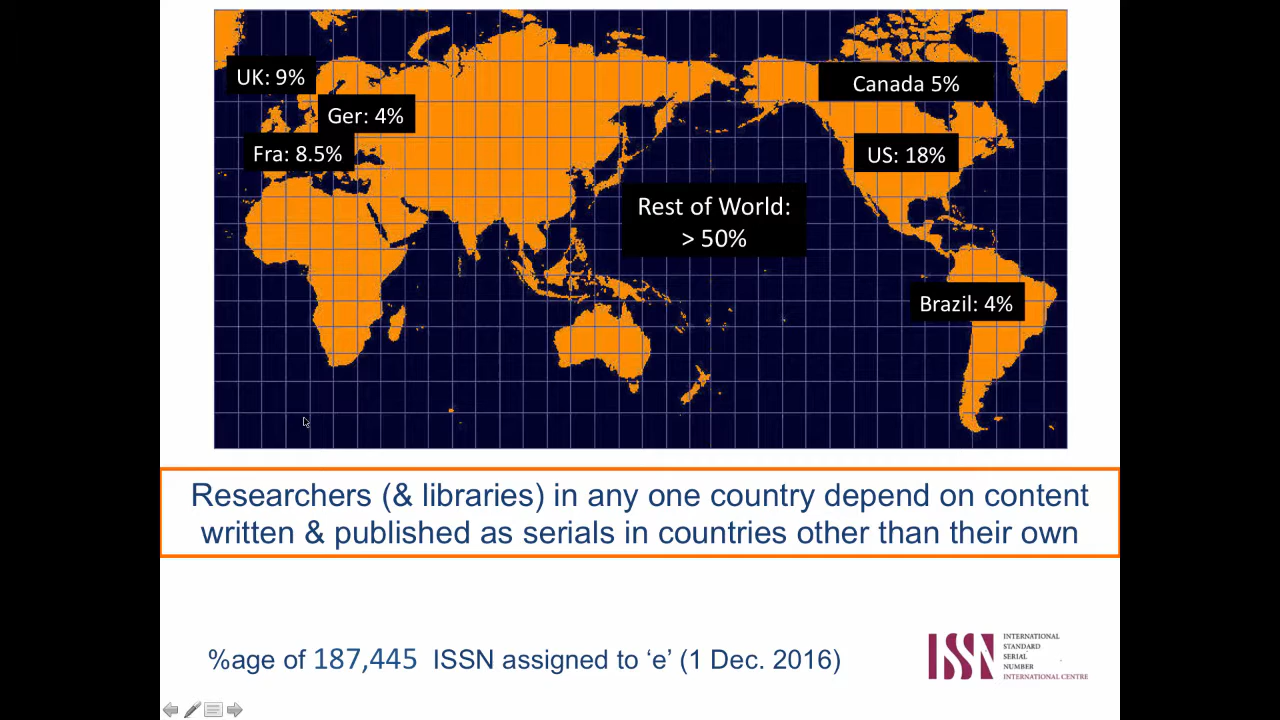 UK: 9%
Canada 5%
Ger: 4%
Fra: 8.5%
US: 18%
Rest of World:
> 50%
Brazil: 4%
Researchers (& libraries) in any one country depend on content
written & published as serials in countries other than their own
%age of 187,445 ISSN assigned to ‘e’ (1 Dec. 2016)
ISSN
INTERNATIONAL
STANDARD
SERIAL
NUMBER
INTERNATIONAL CENTRE